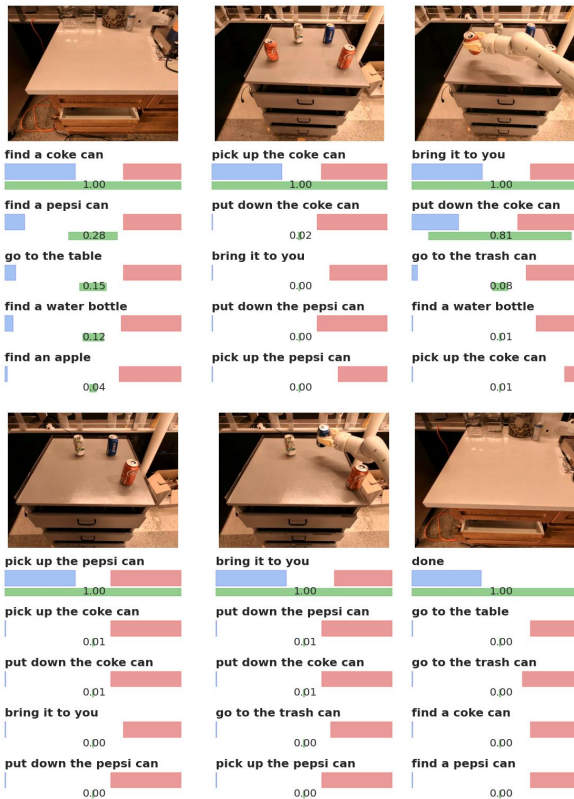 find a coke can
1.00
find a pepsi can
0.28
go to the table
0.15
find a water bottle
0.12
find an apple
0.04
pick up the coke can
1.00
put down the coke can
0.02
bring it to you
0.00
put down the pepsi can
0.00
pick up the pepsi can
0.00
bring it to you
1.00
put down the coke can
0.81
go to the trash can
0.08
find a water bottle
0.01
pick up the coke can
0.01
pick up the pepsi can
1.00
pick up the coke can
0.01
put down the coke can
0.01
bring it to you
0.00
put down the pepsi can
0.00
bring it to you
1.00
put down the pepsi can
0.01
put down the coke can
0.01
go to the trash can
0.00
pick up the pepsi can
0.00
done
1.00
go to the table
0.00
go to the trash can
0.00
find a coke can
0.00
find a pepsi can
0.00